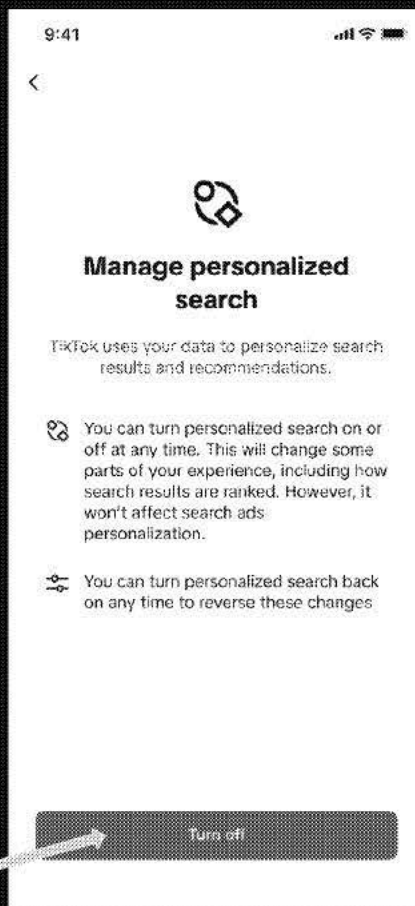 9:41
Manage personalized
search
TikTok uses your data to personalize search
results and recommendations.
You can turn personalized search on or
off at any time. This will change some
parts of your experience, including how
search results are ranked. However, it
won't affect search ads
personalization.
You can turn personalized search back
on any time to reverse these changes
Turn off